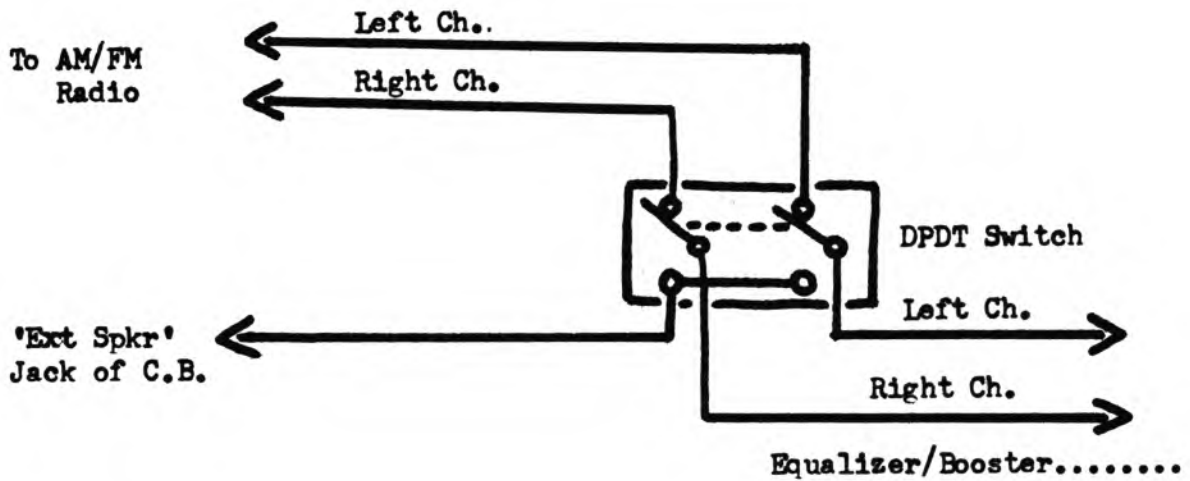 Left Ch..
To AM/FM
Radio
Right Ch.
DPDT Switch
Left Ch.
'Ext Spkr'
Jack of C.B.
Right Ch.
Equalizer/Booster........